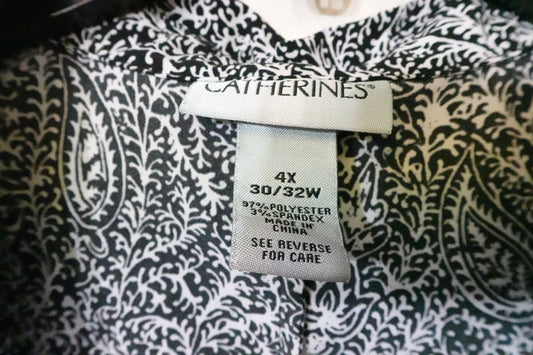 CATHERINES®
4X
30/32W
97%POLYESTER
3%SPANDEX
MADE IN
CHINA
SEE REVERSE
FOR CARE